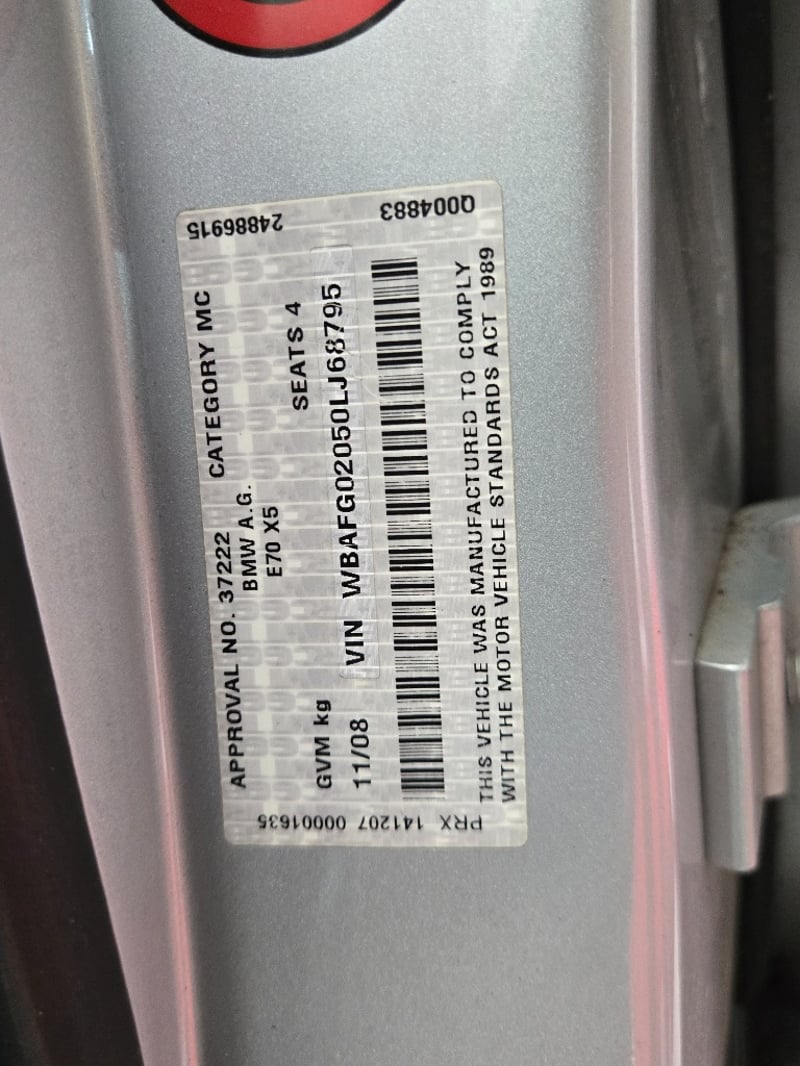 APPROVAL NO. 37222 CATEGORY MC
BMW A.G.
E70 X5
GVM kg SEATS 4
11/08 VIN WBAFG02050LJ68795
THIS VEHICLE WAS MANUFACTURED TO COMPLY
WITH THE MOTOR VEHICLE STANDARDS ACT 1989
24886915
Q004883
PRX 141207 00001635